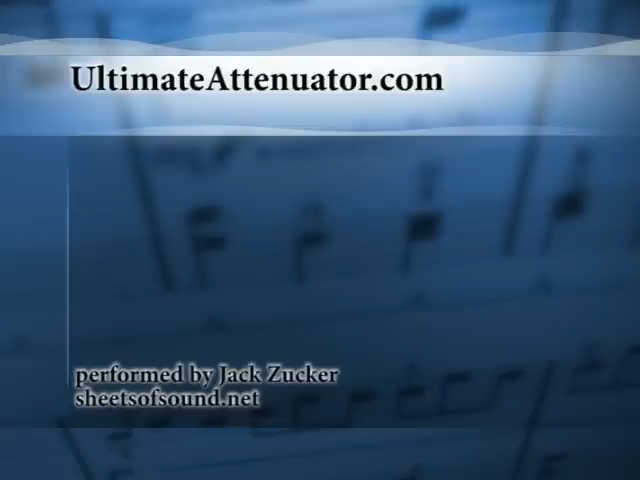 UltimateAttenuator.com
performed by Jack Zucker
sheetsofsound.net